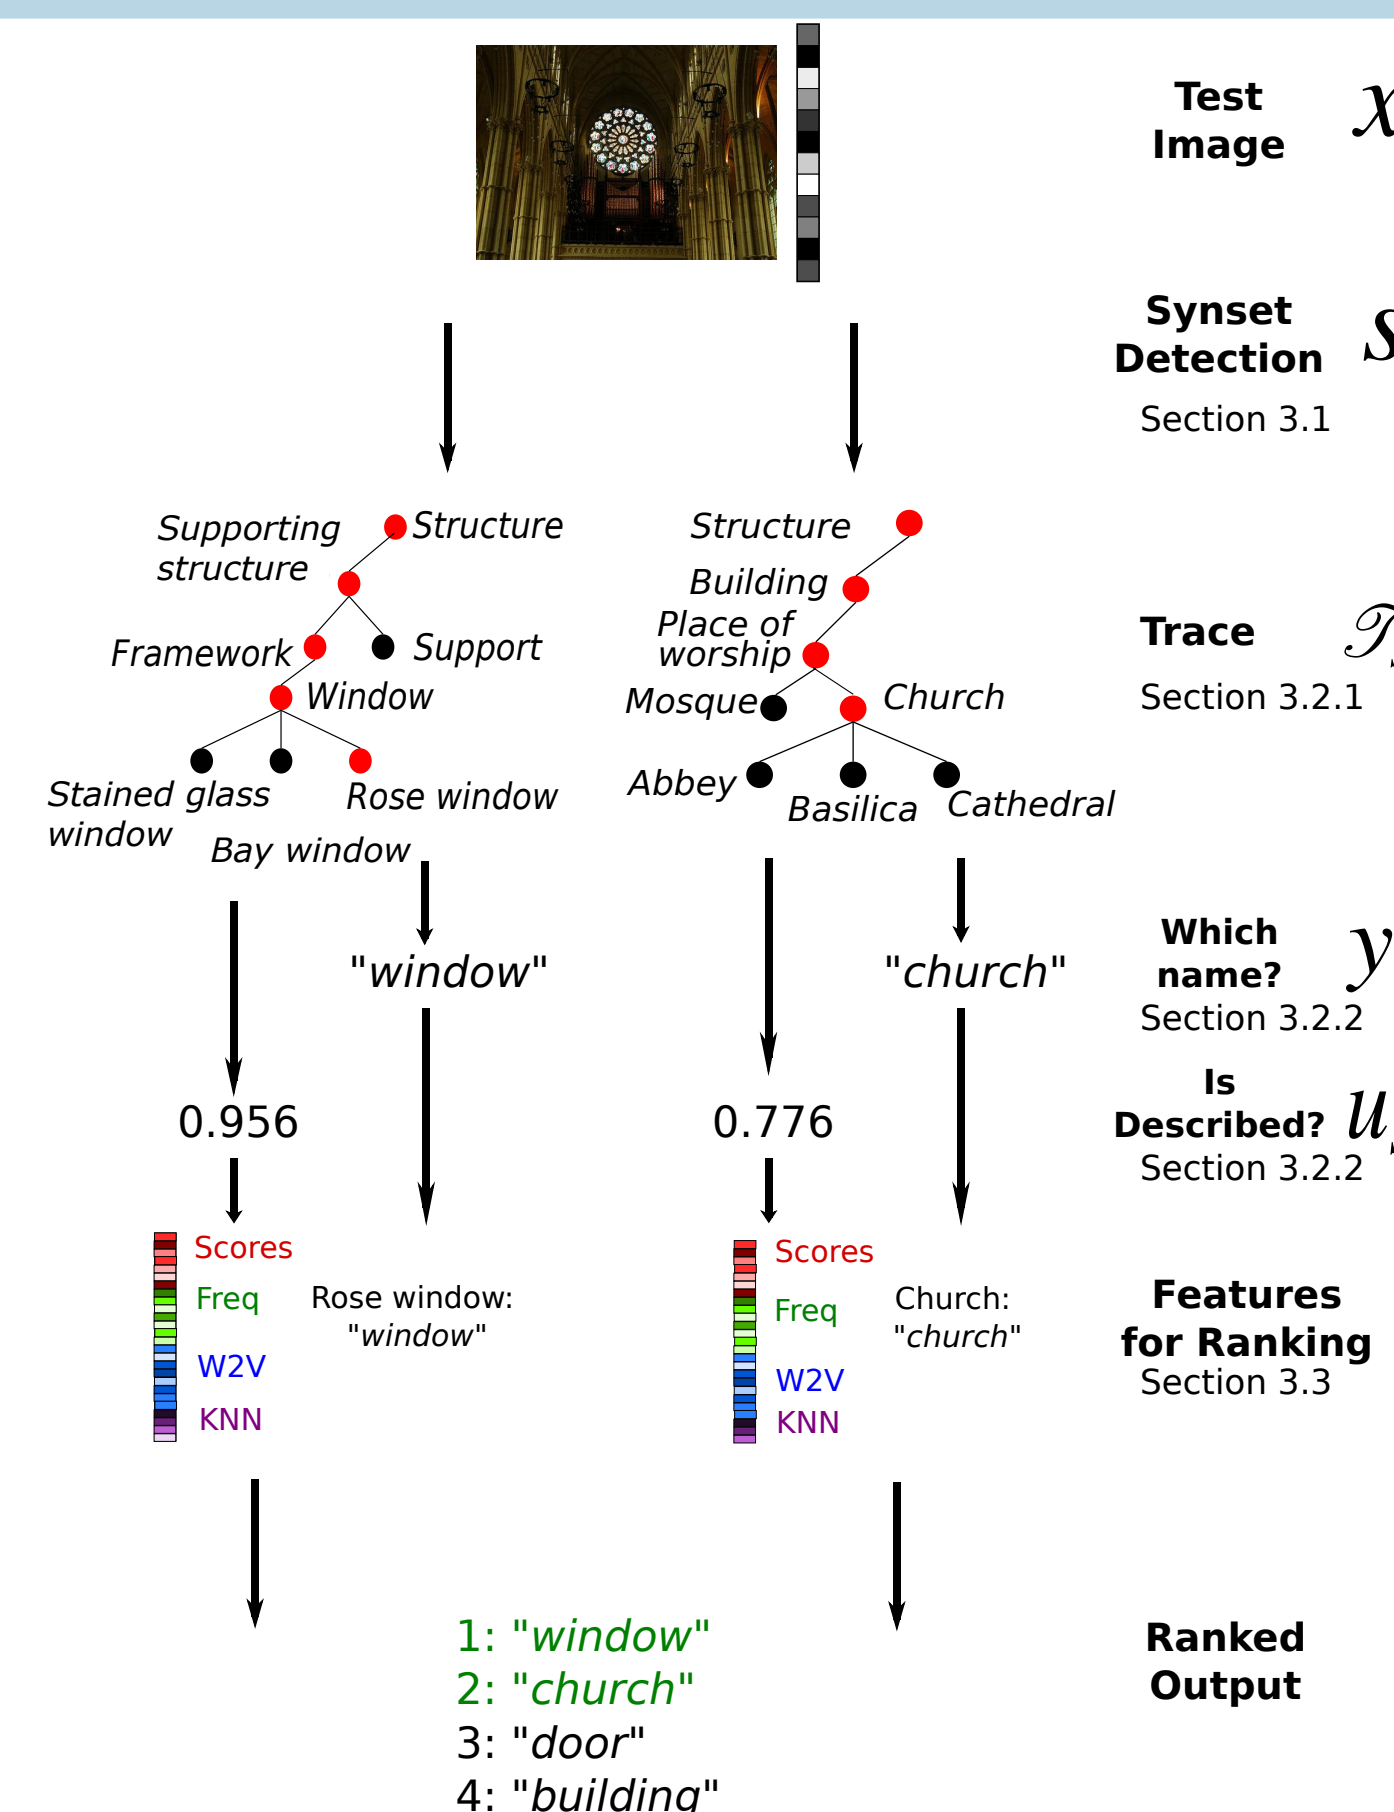 Test
Image
x
Synset
Detection
s
Section 3.1
Supporting
structure
Structure
Framework
Support
Window
Stained glass
window
Rose window
Bay window
Structure
Building
Place of
worship
Mosque
Church
Abbey
Basilica
Cathedral
Trace
Section 3.2.1
"window"
"church"
Which
name?
y
Section 3.2.2
0.956
0.776
Is
Described?
u
Section 3.2.2
Scores
Freq
W2V
KNN
Rose window:
"window"
Scores
Freq
W2V
KNN
Church:
"church"
Features
for Ranking
Section 3.3
1: "window"
2: "church"
3: "door"
4: "building"
Ranked
Output